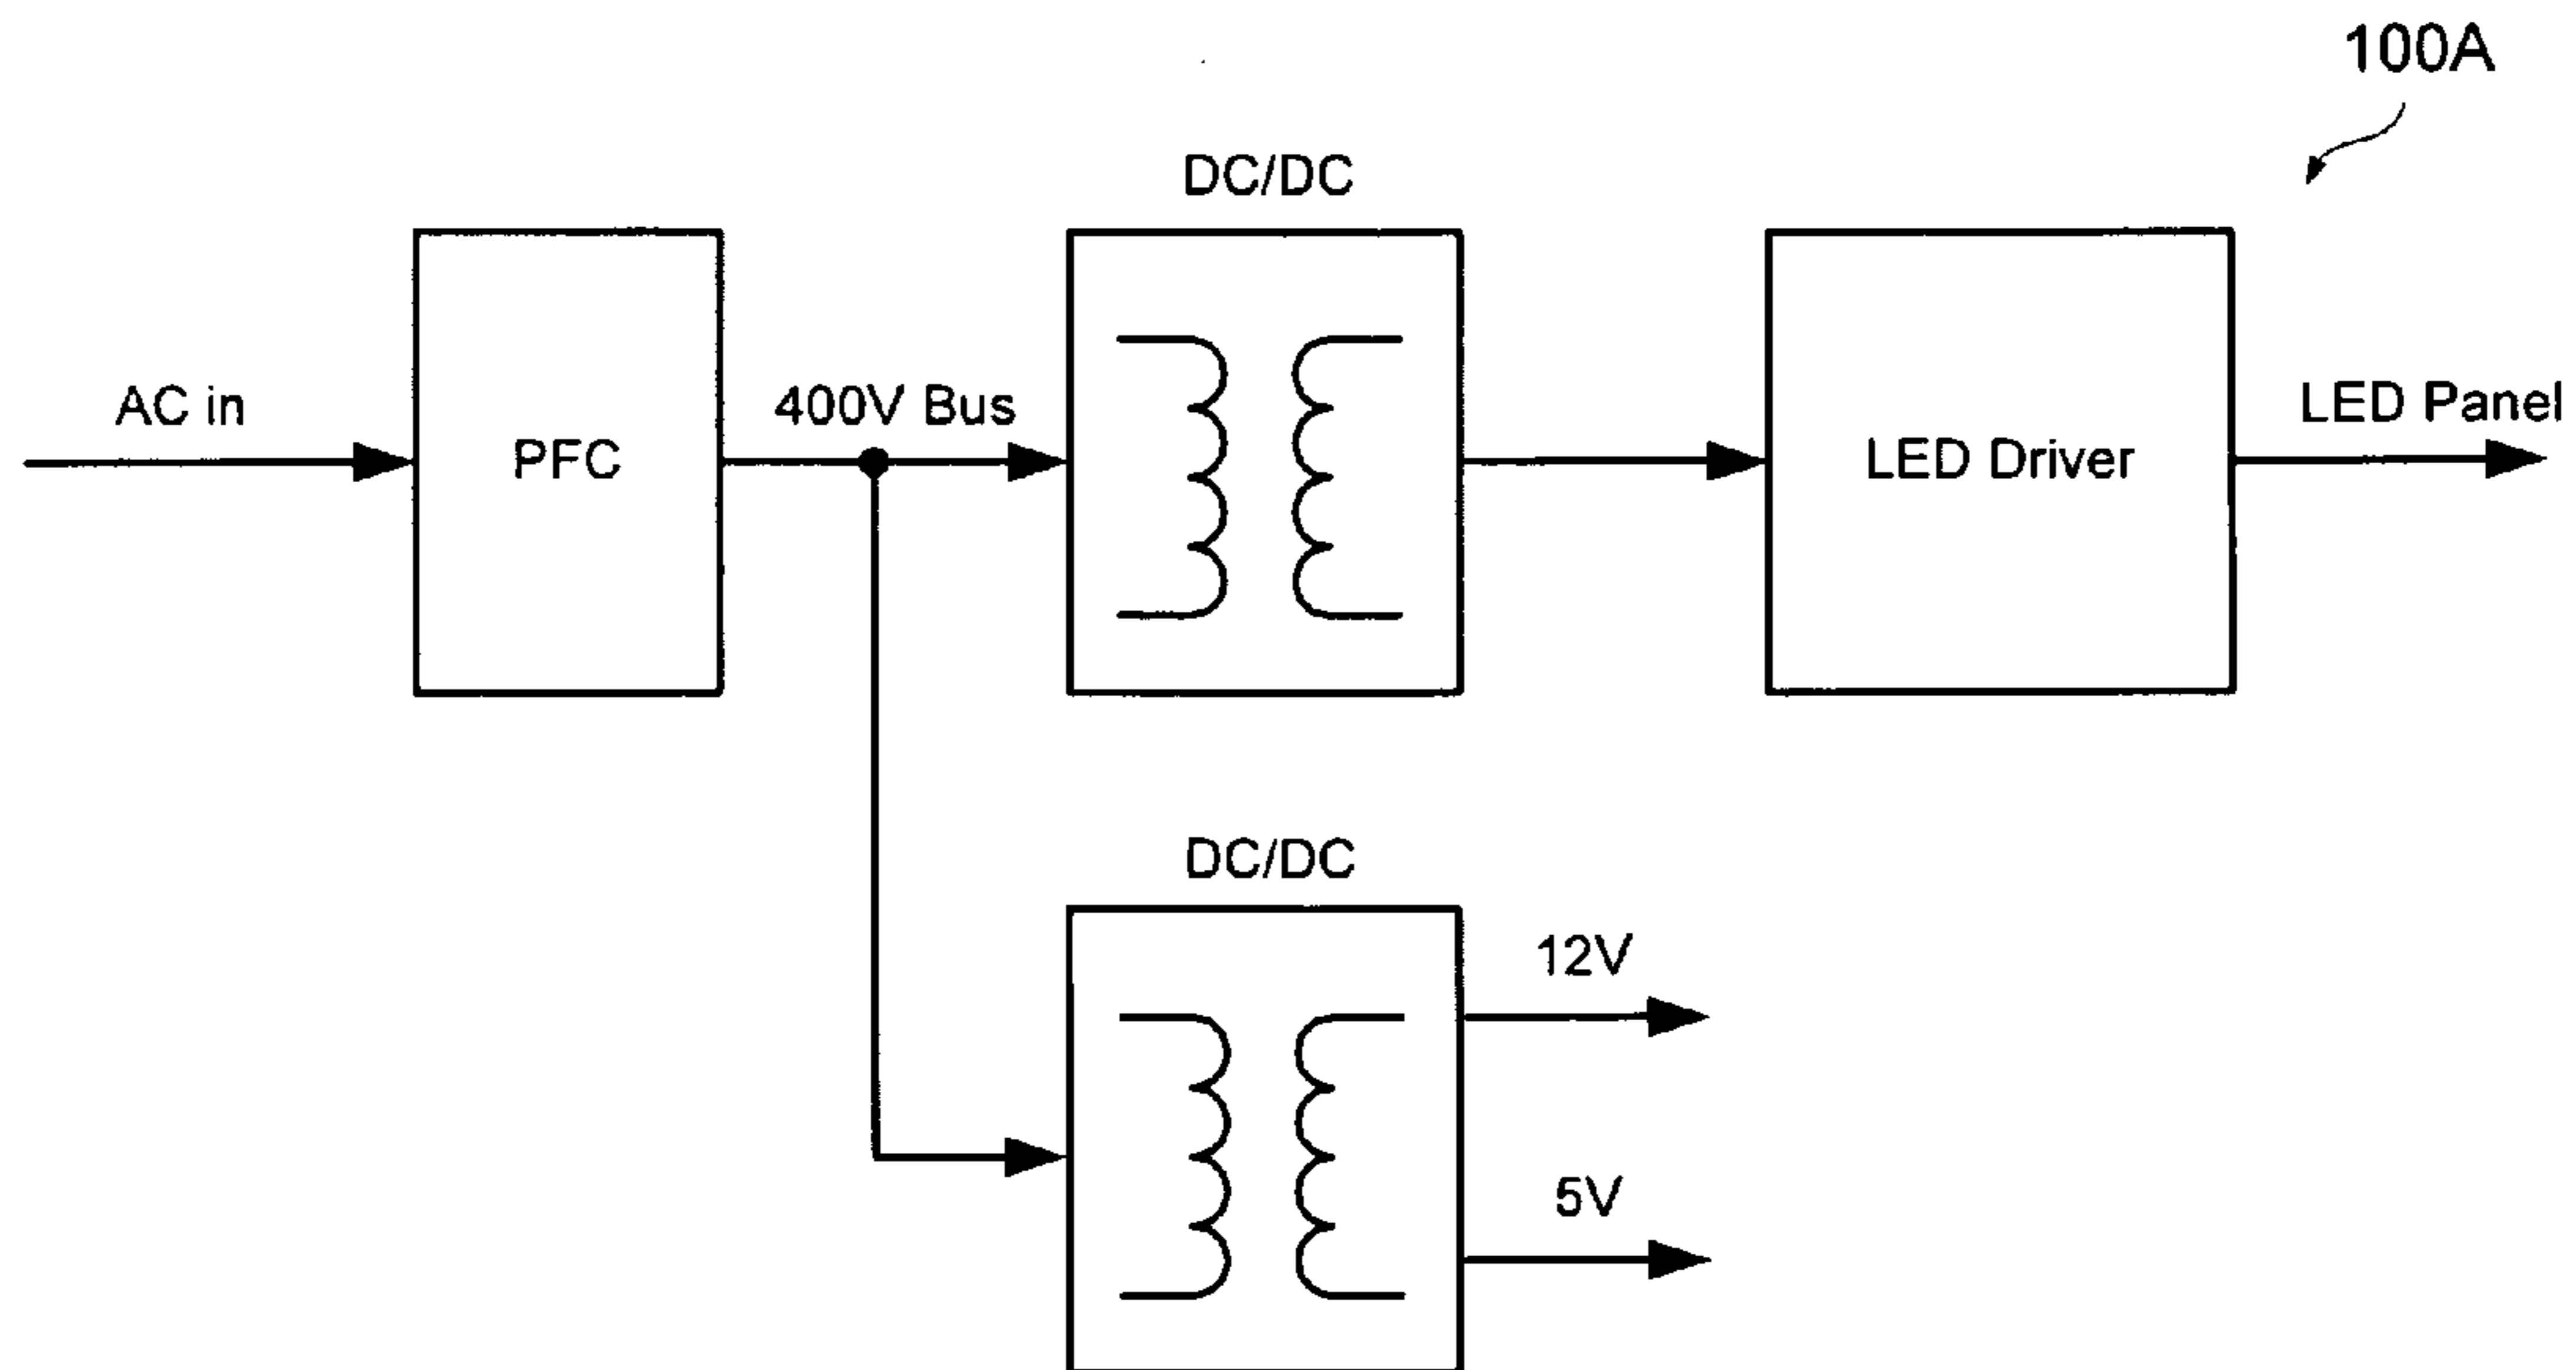 100A
DC/DC
AC in
PFC
400V Bus
LED Driver
LED Panel
DC/DC
12V
5V